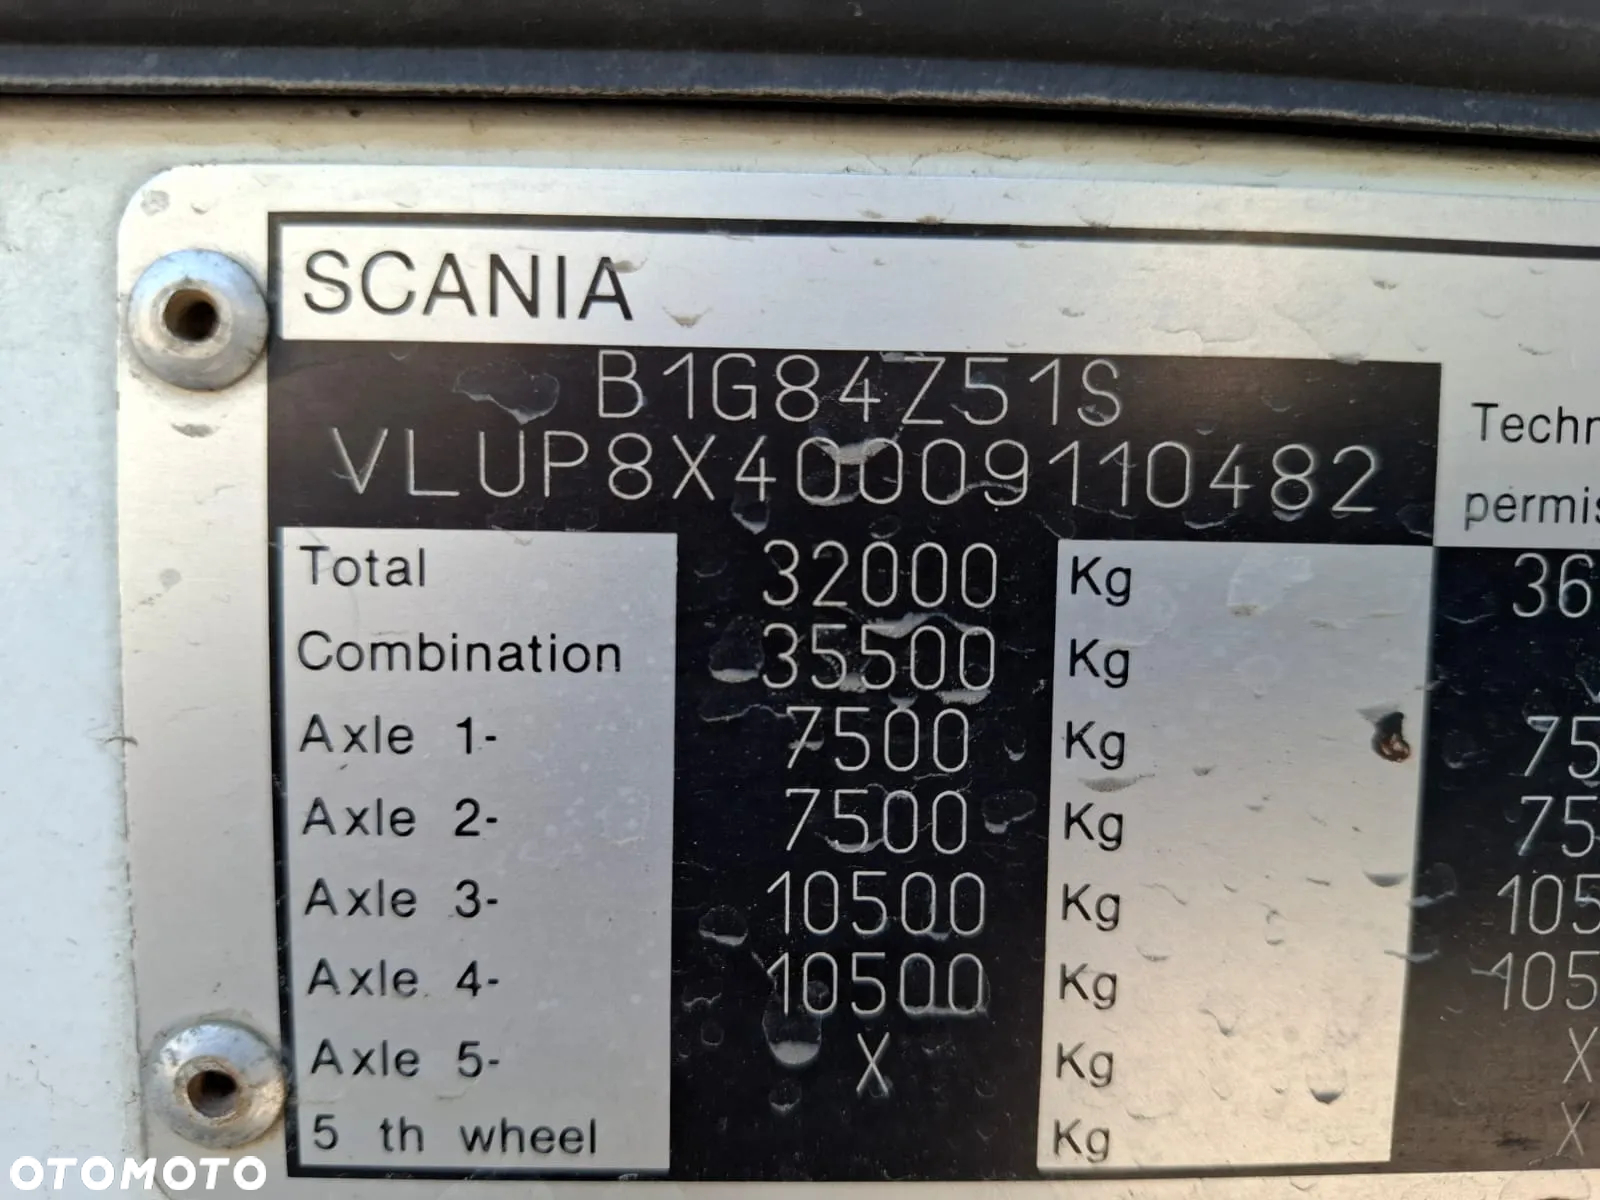 SCANIA
B1G84Z51S
VLUP8X40009110482
Techn
permis
Total 32000 Kg 36
Combination 35500 Kg
Axle 1- 7500 Kg 75
Axle 2- 7500 Kg 75
Axle 3- 10500 Kg 105
Axle 4- 10500 Kg 105
Axle 5- X Kg X
5 th wheel Kg X
OTOMOTO